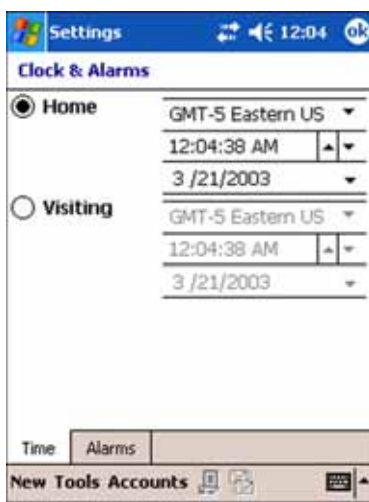 Settings 12:04 ok
Clock & Alarms
Home
GMT-5 Eastern US
12:04:38 AM
3 /21/2003
Visiting
GMT-5 Eastern US
12:04:38 AM
3 /21/2003
Time Alarms
New Tools Accounts